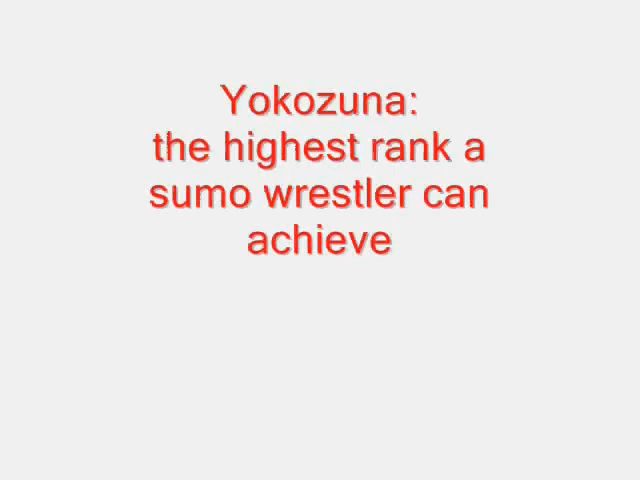 Yokozuna:
the highest rank a
sumo wrestler can
achieve